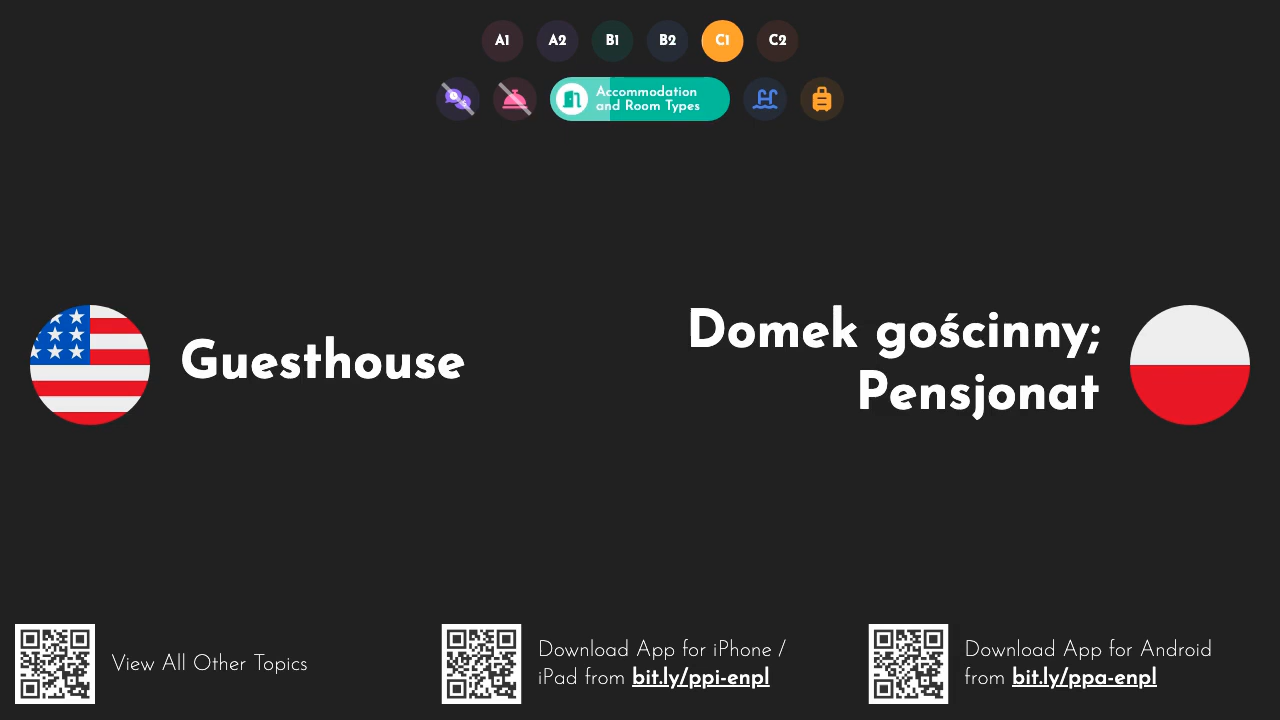 A1 A2 B1 B2 C1 C2
Accommodation
and Room Types
Guesthouse
Domek gościnny;
Pensjonat
View All Other Topics
Download App for iPhone /
iPad from bit.ly/ppi-enpl
Download App for Android
from bit.ly/ppa-enpl